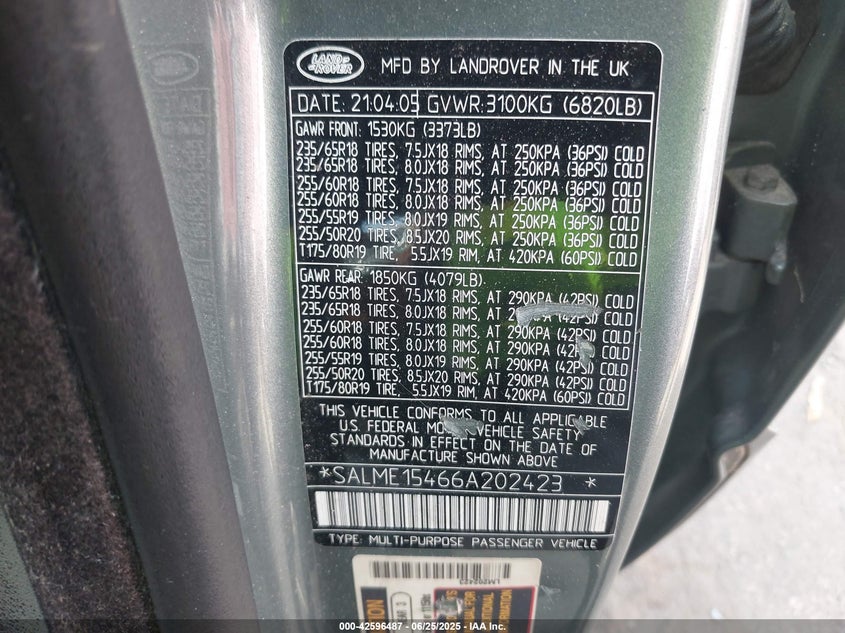 LAND
ROVER
MFD BY LANDROVER IN THE UK
DATE: 21.04.05 GVWR:3100KG (6820LB)
GAWR FRONT: 1530KG (3373LB)
235/65R18 TIRES, 7.5JX18 RIMS, AT 250KPA (36PSI) COLD
235/65R18 TIRES, 8.0JX18 RIMS, AT 250KPA (36PSI) COLD
255/60R18 TIRES, 7.5JX18 RIMS, AT 250KPA (36PSI) COLD
255/60R18 TIRES, 8.0JX18 RIMS, AT 250KPA (36PSI) COLD
255/55R19 TIRES, 8.0JX19 RIMS, AT 250KPA (36PSI) COLD
255/50R20 TIRES, 8.5JX20 RIMS, AT 250KPA (36PSI) COLD
T175/80R19 TIRE, 5.5JX19 RIM, AT 420KPA (60PSI) COLD
GAWR REAR: 1850KG (4079LB)
235/65R18 TIRES, 7.5JX18 RIMS, AT 290KPA (42PSI) COLD
235/65R18 TIRES, 8.0JX18 RIMS, AT 290KPA (42PSI) COLD
255/60R18 TIRES, 7.5JX18 RIMS, AT 290KPA (42PSI) COLD
255/60R18 TIRES, 8.0JX18 RIMS, AT 290KPA (42PSI) COLD
255/55R19 TIRES, 8.0JX19 RIMS, AT 290KPA (42PSI) COLD
255/50R20 TIRES, 8.5JX20 RIMS, AT 290KPA (42PSI) COLD
T175/80R19 TIRE, 5.5JX19 RIM, AT 420KPA (60PSI) COLD
THIS VEHICLE CONFORMS TO ALL APPLICABLE
U.S. FEDERAL MOTOR VEHICLE SAFETY
STANDARDS IN EFFECT ON THE DATE OF
MANUFACTURE SHOWN ABOVE
*SALME15466A202423 *
TYPE: MULTI-PURPOSE PASSENGER VEHICLE
LM202423
000-42596487 - 06/25/2025 - IAA Inc.